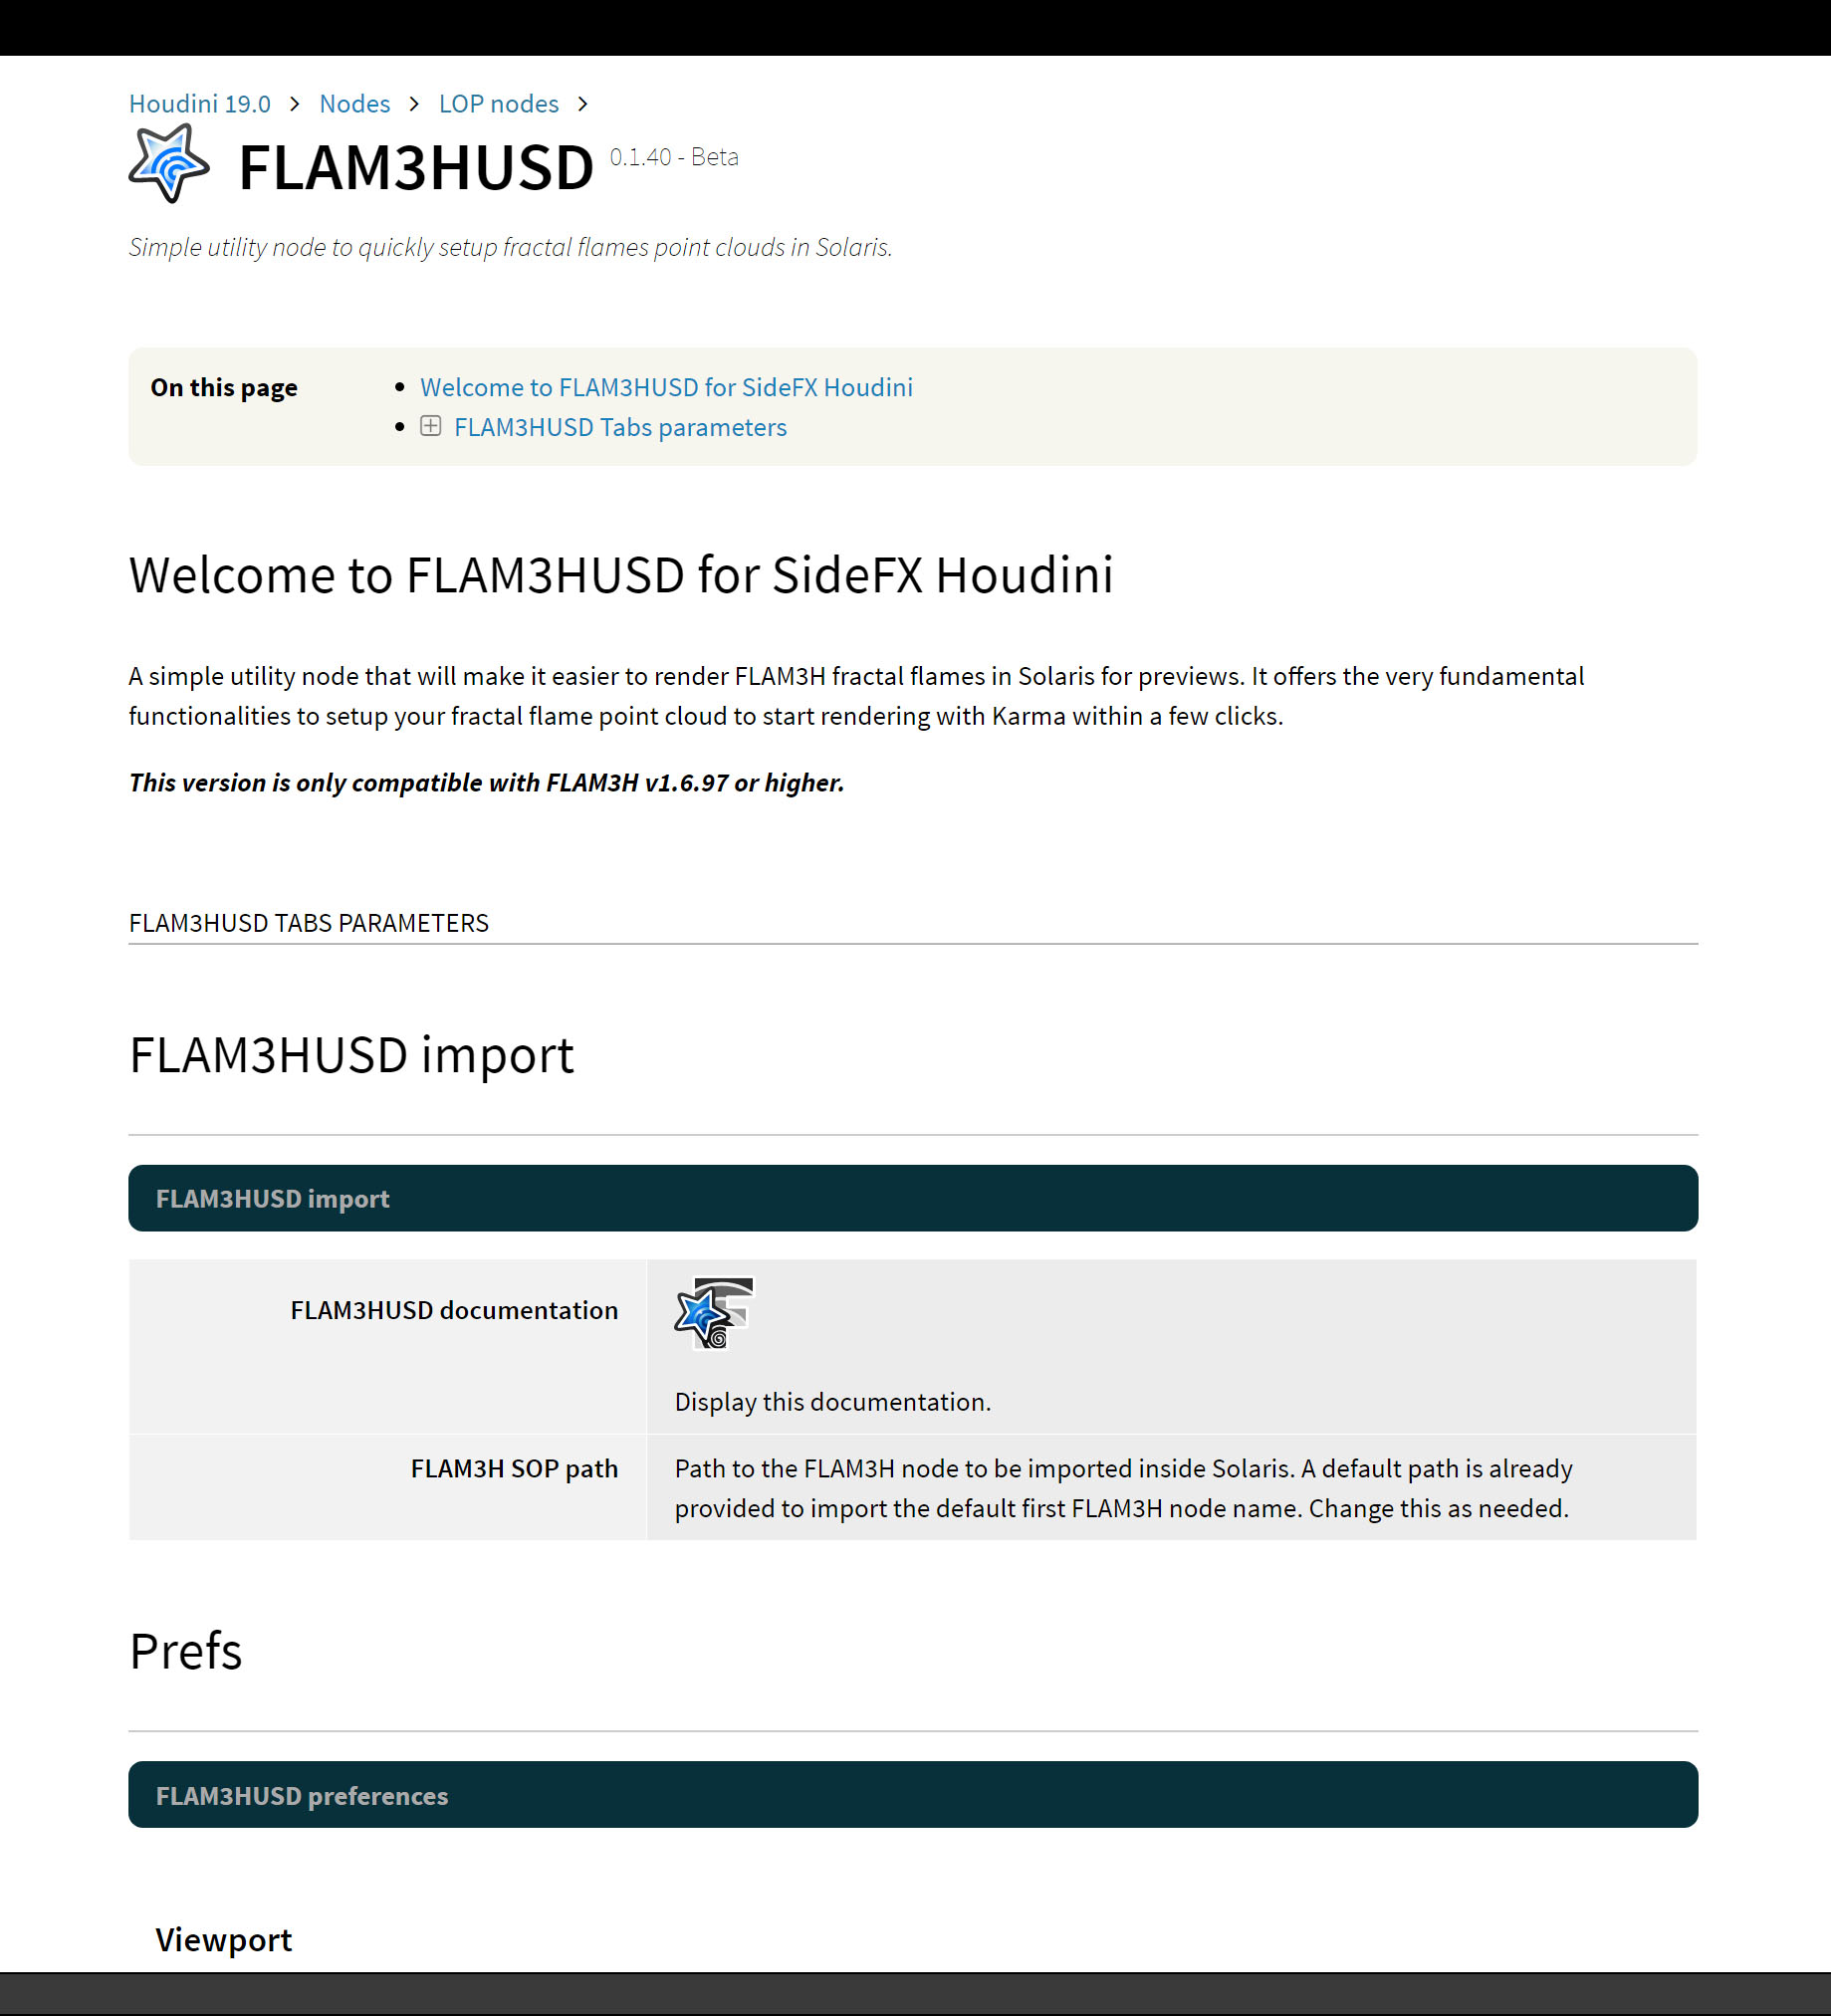 Houdini 19.0 > Nodes > LOP nodes >
FLAM3HUSD 0.1.40 - Beta
Simple utility node to quickly setup fractal flames point clouds in Solaris.
On this page
Welcome to FLAM3HUSD for SideFX Houdini
FLAM3HUSD Tabs parameters
Welcome to FLAM3HUSD for SideFX Houdini
A simple utility node that will make it easier to render FLAM3H fractal flames in Solaris for previews. It offers the very fundamental
functionalities to setup your fractal flame point cloud to start rendering with Karma within a few clicks.
This version is only compatible with FLAM3H v1.6.97 or higher.
FLAM3HUSD TABS PARAMETERS
FLAM3HUSD import
FLAM3HUSD import
FLAM3HUSD documentation
Display this documentation.
FLAM3H SOP path
Path to the FLAM3H node to be imported inside Solaris. A default path is already
provided to import the default first FLAM3H node name. Change this as needed.
Prefs
FLAM3HUSD preferences
Viewport